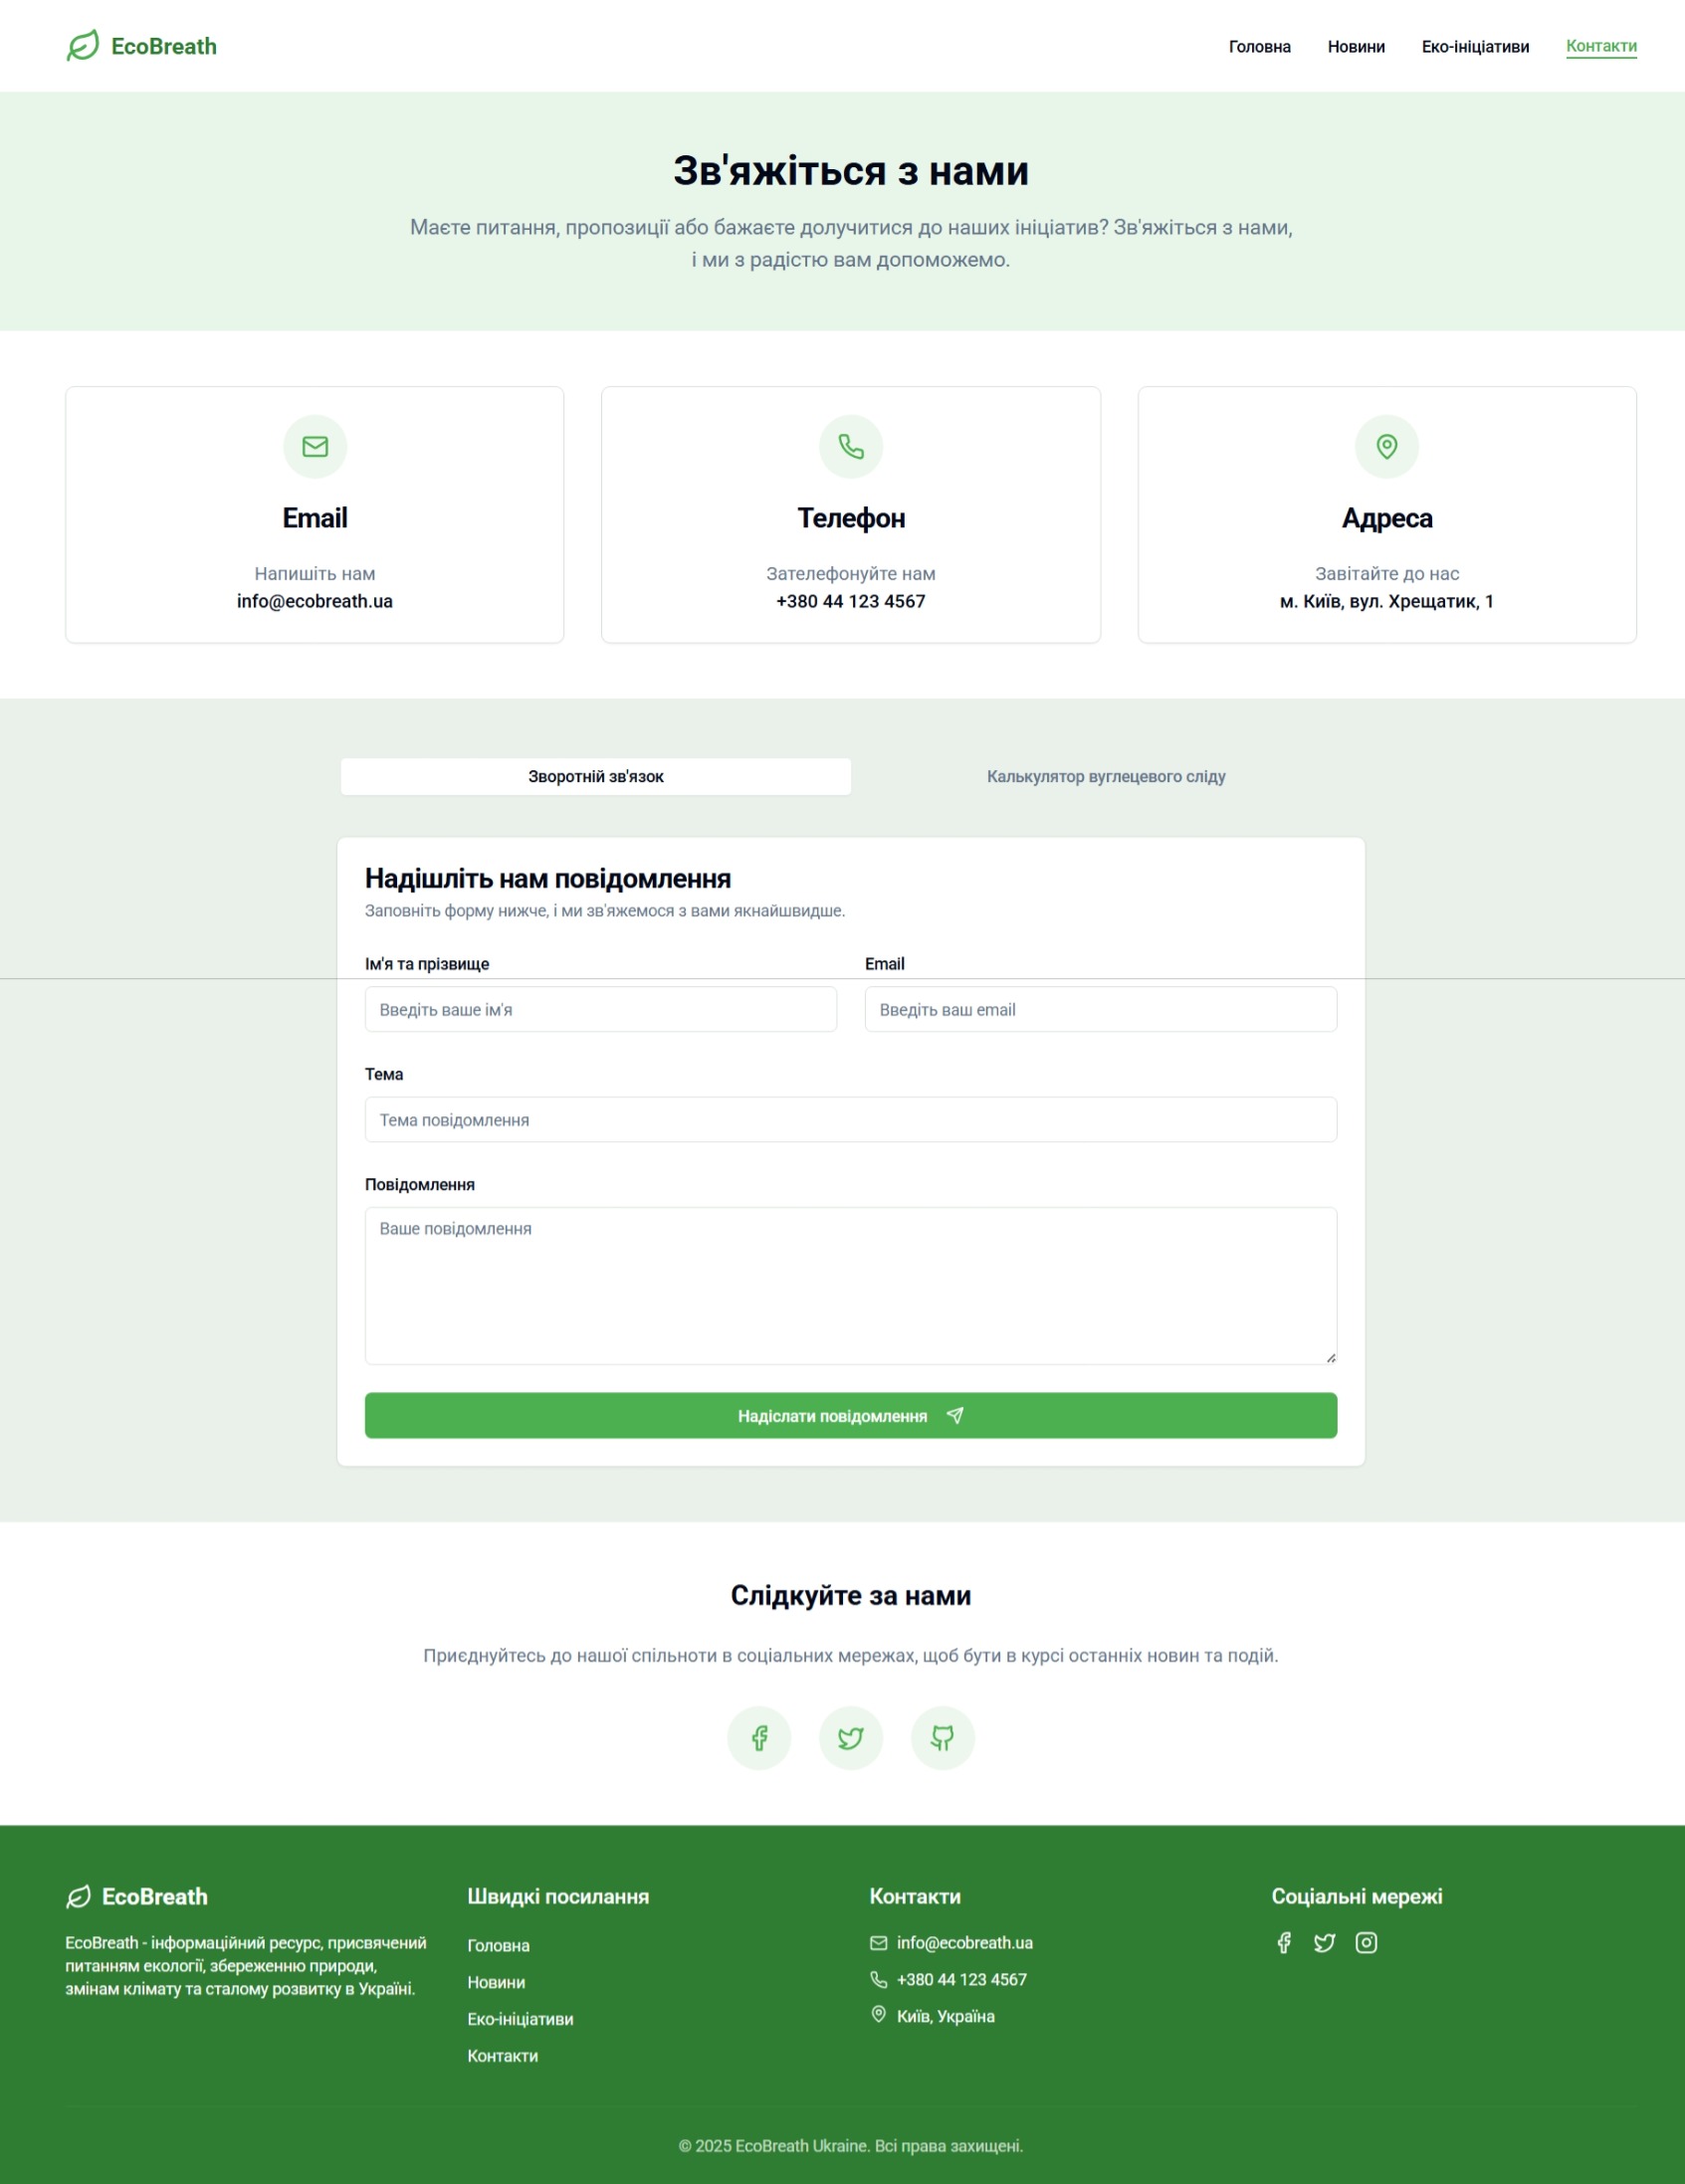 EcoBreath
Головна
Новини
Еко-ініціативи
Контакти
Зв'яжіться з нами
Маєте питання, пропозиції або бажаєте долучитися до наших ініціатив? Зв'яжіться з нами,
і ми з радістю вам допоможемо.
Email
Напишіть нам
info@ecobreath.ua
Телефон
Зателефонуйте нам
+380 44 123 4567
Адреса
Завітайте до нас
м. Київ, вул. Хрещатик, 1
Зворотній зв'язок
Калькулятор вуглецевого сліду
Надішліть нам повідомлення
Заповніть форму нижче, і ми зв'яжемося з вами якнайшвидше.
Ім'я та прізвище
Введіть ваше ім'я
Email
Введіть ваш email
Тема
Тема повідомлення
Повідомлення
Ваше повідомлення
Надіслати повідомлення
Слідкуйте за нами
Приєднуйтесь до нашої спільноти в соціальних мережах, щоб бути в курсі останніх новин та подій.
EcoBreath
EcoBreath - інформаційний ресурс, присвячений
питанням екології, збереженню природи,
змінам клімату та сталому розвитку в Україні.
Швидкі посилання
Головна
Новини
Еко-ініціативи
Контакти
Контакти
info@ecobreath.ua
+380 44 123 4567
Київ, Україна
Соціальні мережі
© 2025 EcoBreath Ukraine. Всі права захищені.